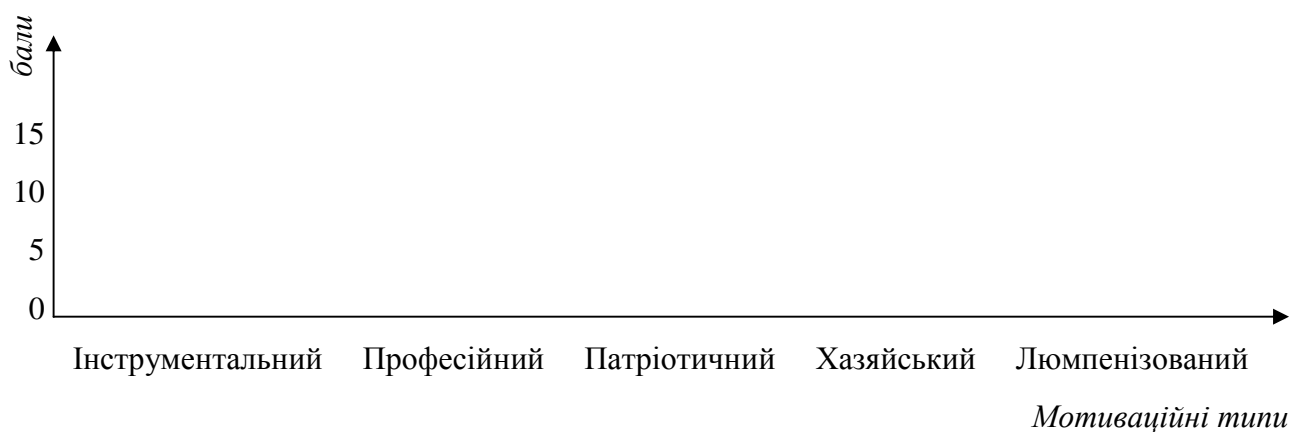 бали
15
10
5
0
Інструментальний Професійний Патріотичний Хазяйський Люмпенізований
Мотиваційні типи